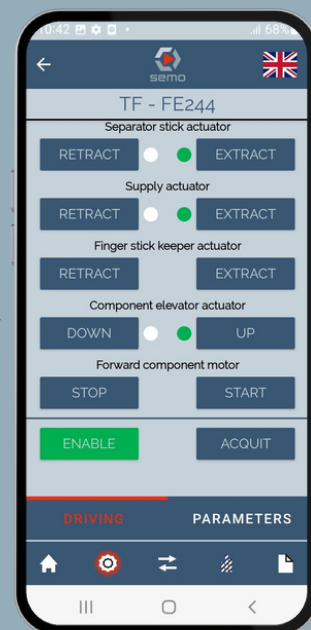 10:42
68%
semo
TF - FE244
Separator stick actuator
RETRACT EXTRACT
Supply actuator
RETRACT EXTRACT
Finger stick keeper actuator
RETRACT EXTRACT
Component elevator actuator
DOWN UP
Forward component motor
STOP START
ENABLE ACQUIT
DRIVING PARAMETERS